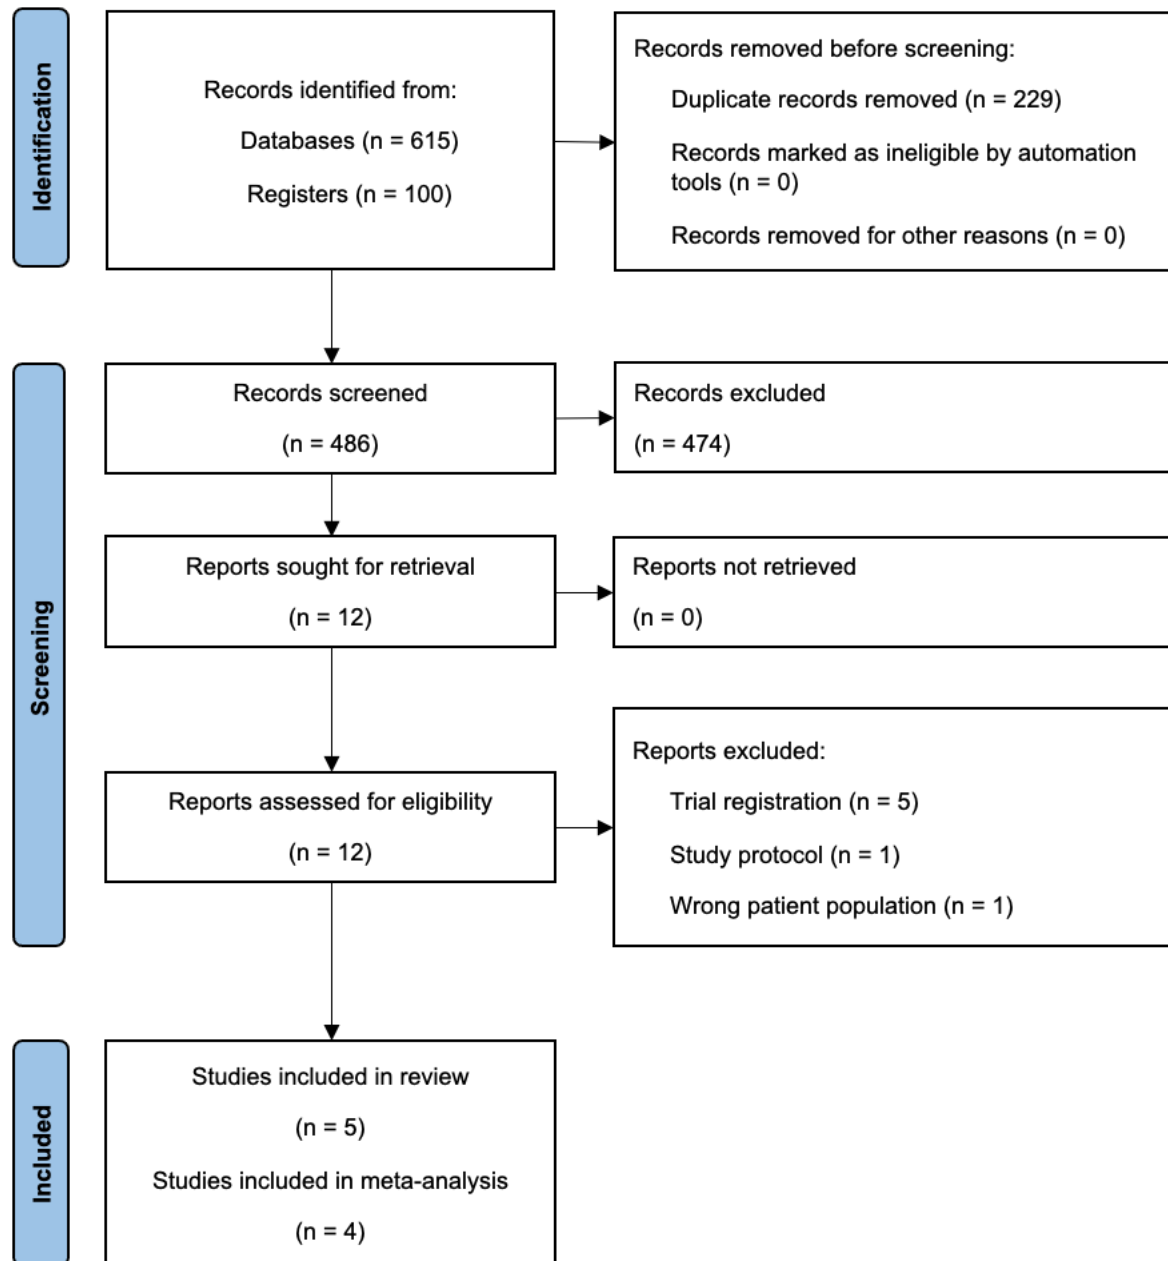 Identification
Records identified from:
Databases (n = 615)
Registers (n = 100)
Records removed before screening:
Duplicate records removed (n = 229)
Records marked as ineligible by automation
tools (n = 0)
Records removed for other reasons (n = 0)
Screening
Records screened
(n = 486)
Records excluded
(n = 474)
Reports sought for retrieval
(n = 12)
Reports not retrieved
(n = 0)
Reports assessed for eligibility
(n = 12)
Reports excluded:
Trial registration (n = 5)
Study protocol (n = 1)
Wrong patient population (n = 1)
Included
Studies included in review
(n = 5)
Studies included in meta-analysis
(n = 4)